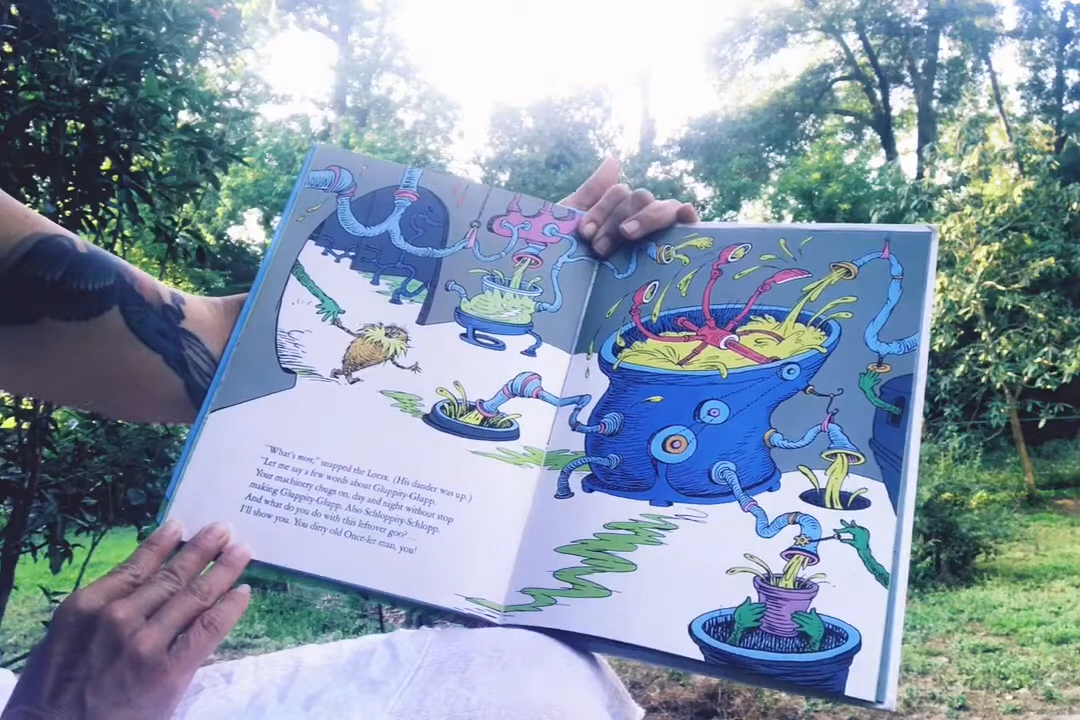 "What's more," snapped the Lorax. (His dander was up.)
"Let me say a few words about Gluppity-Glupp.
Your machinery chugs on, day and night without stop
making Gluppity-Glupp. Also Schloppity-Schlopp.
And what do you do with this leftover goo?...
I'll show you. You dirty old Once-ler man, you!